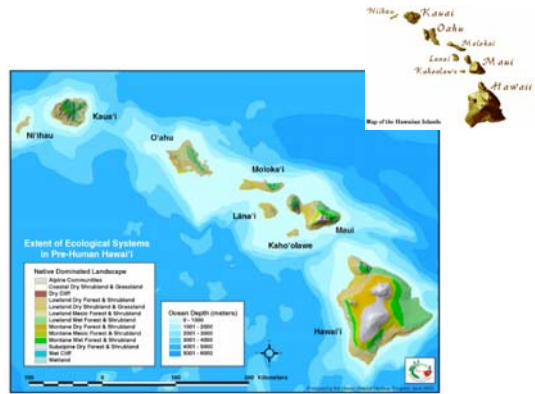 Niihau
Kauai
Oahu
Molokai
Lanai
Maui
Kahoolawe
Hawaii
Map of the Hawaiian Islands
Kaua'i
Ni'ihau
O'ahu
Moloka'i
Lāna'i
Maui
Kaho'olawe
Hawai'i
Extent of Ecological Systems
in Pre-Human Hawai'i
Native Dominated Landscape
Alpine Communities
Coastal Dry Shrubland & Grassland
Dry Cliff
Lowland Dry Forest & Shrubland
Lowland Dry Shrubland & Grassland
Lowland Mesic Forest & Shrubland
Lowland Wet Forest & Shrubland
Montane Dry Forest & Shrubland
Montane Mesic Forest & Shrubland
Montane Wet Forest & Shrubland
Subalpine Dry Forest & Shrubland
Wet Cliff
Wetland
Ocean Depth (meters)
0 - 1000
1001 - 2000
2001 - 3000
3001 - 4000
4001 - 5000
5001 - 6000
100 0 100 200 Kilometers